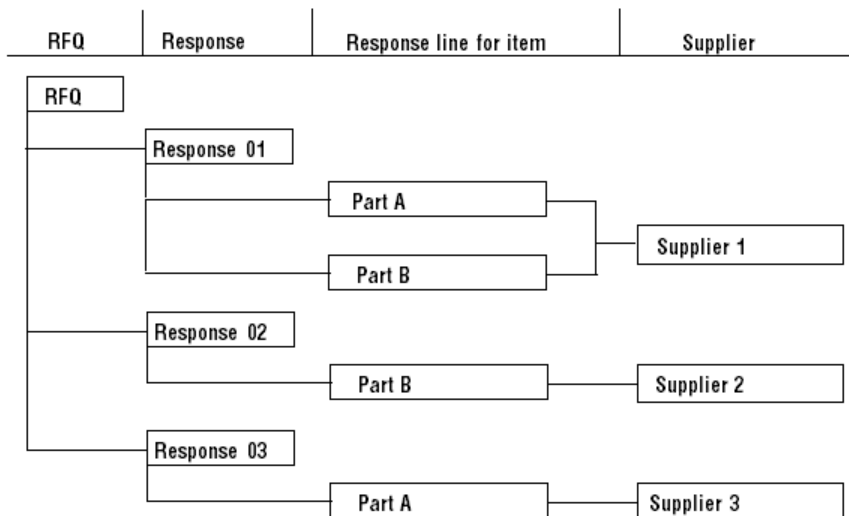 RFQ Response Response line for item Supplier
RFQ
Response 01
Part A
Supplier 1
Part B
Response 02
Part B Supplier 2
Response 03
Part A Supplier 3